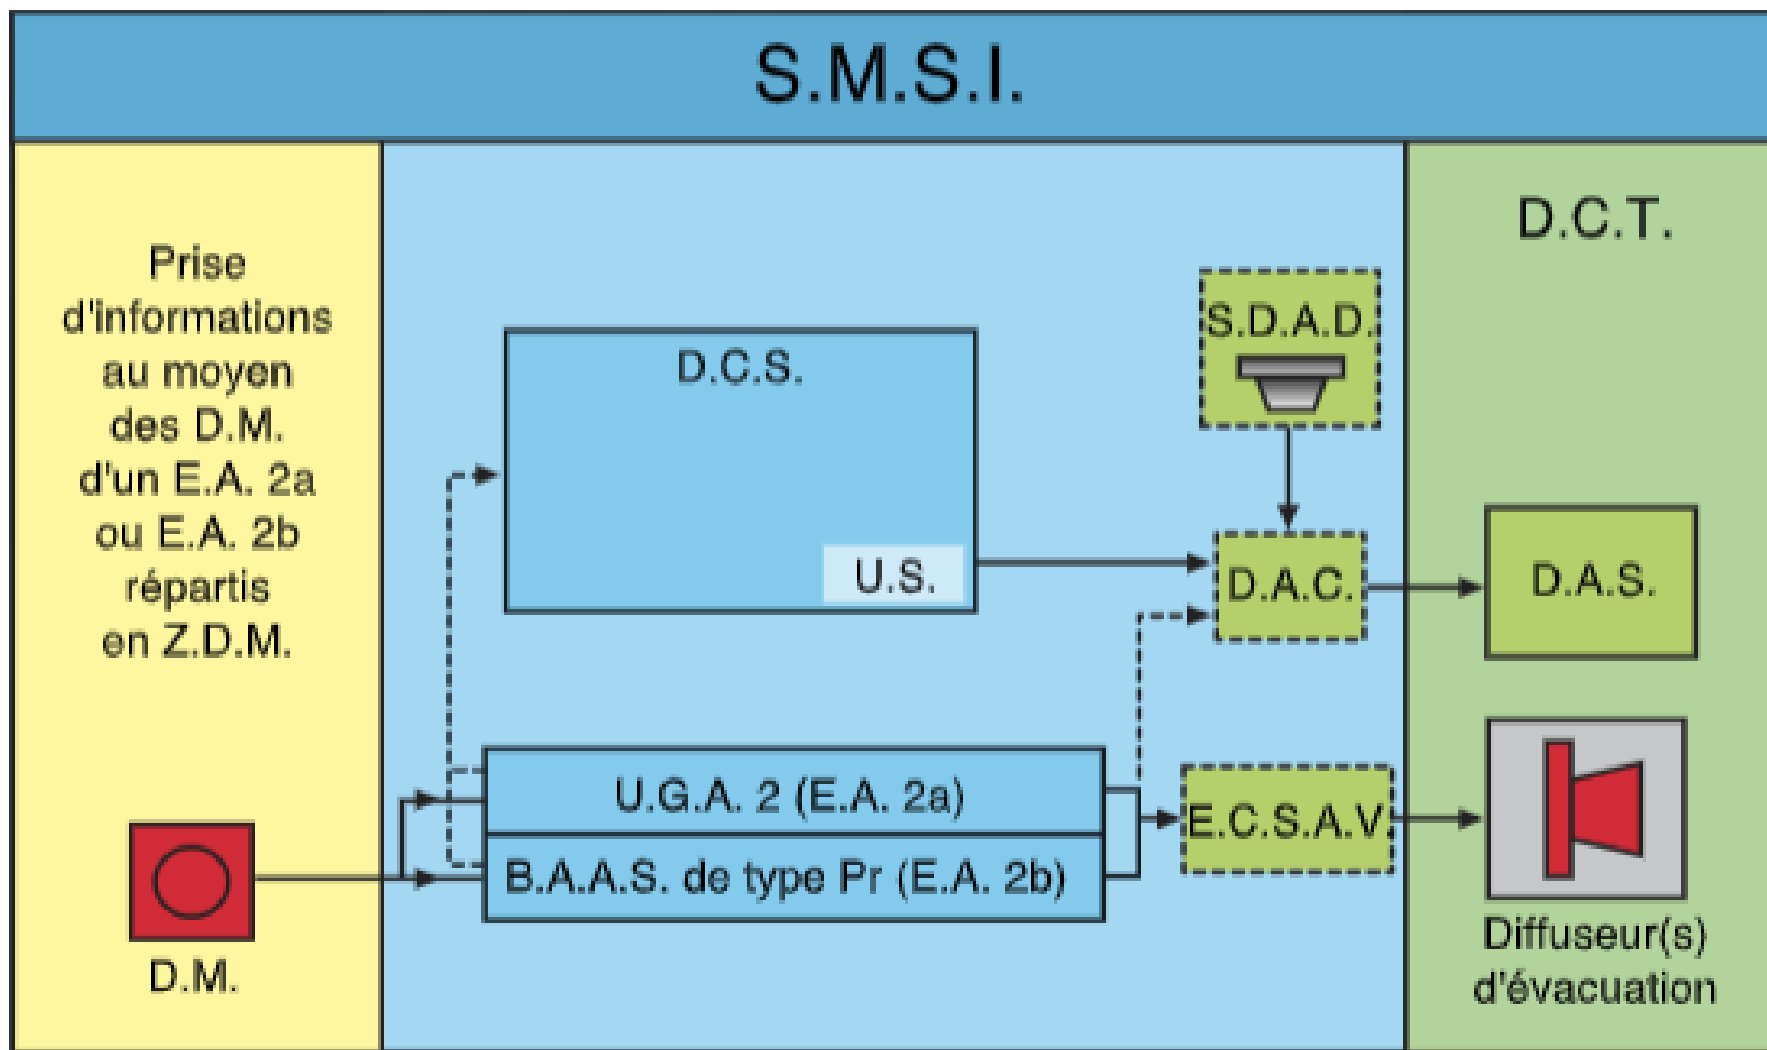 S.M.S.I.
Prise
d'informations
au moyen
des D.M.
d'un E.A. 2a
ou E.A. 2b
répartis
en Z.D.M.
D.M.
D.C.S.
U.S.
U.G.A. 2 (E.A. 2a)
B.A.A.S. de type Pr (E.A. 2b)
S.D.A.D.
D.A.C.
E.C.S.A.V.
D.C.T.
D.A.S.
Diffuseur(s)
d'évacuation